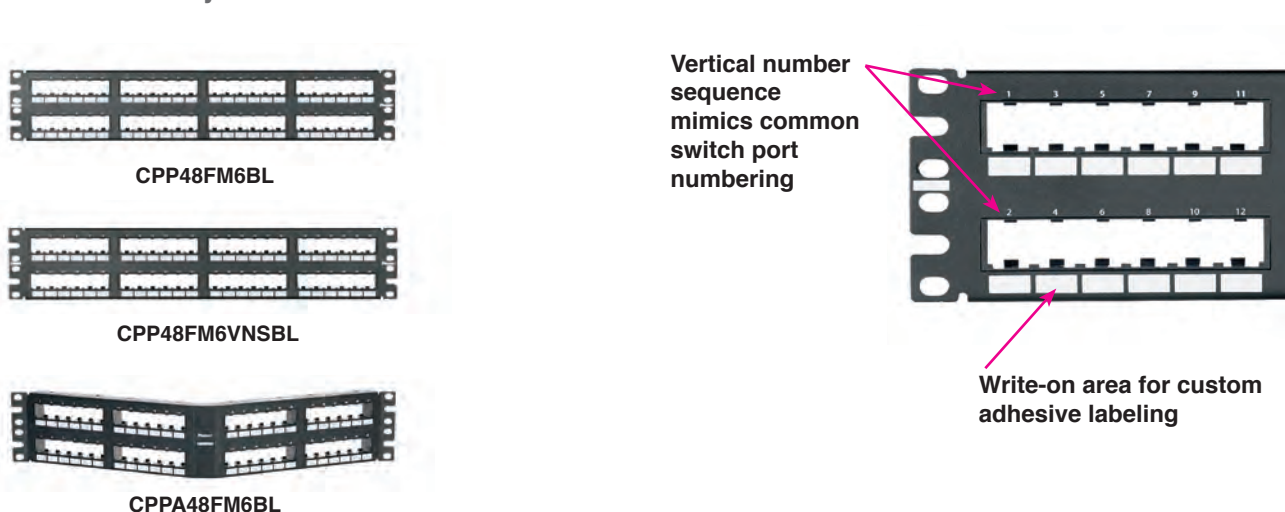 CPP48FM6BL
CPP48FM6VNSBL
CPPA48FM6BL
Vertical number
sequence
mimics common
switch port
numbering
1 3 5 7 9 11
2 4 6 8 10 12
Write-on area for custom
adhesive labeling